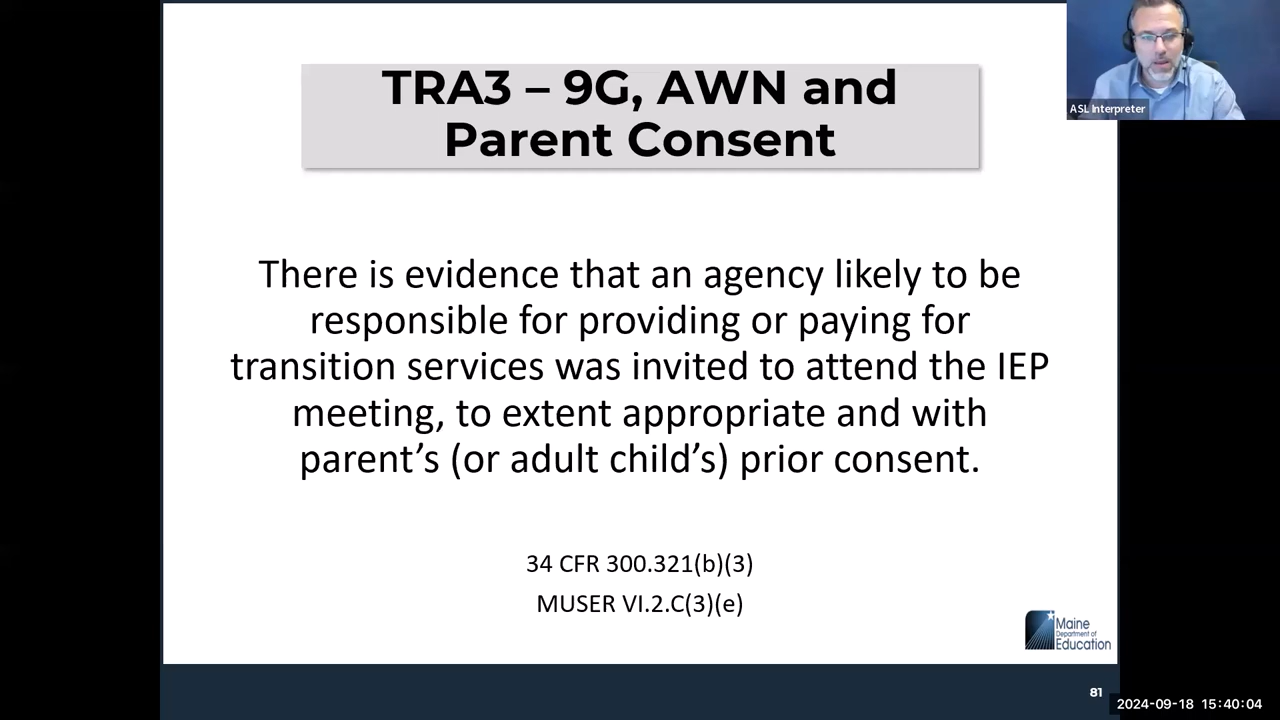 TRA3 – 9G, AWN and
Parent Consent
ASL Interpreter
There is evidence that an agency likely to be
responsible for providing or paying for
transition services was invited to attend the IEP
meeting, to extent appropriate and with
parent's (or adult child's) prior consent.
34 CFR 300.321(b)(3)
MUSER VI.2.C(3)(e)
Maine
Department of
Education
81
2024-09-18 15:40:04